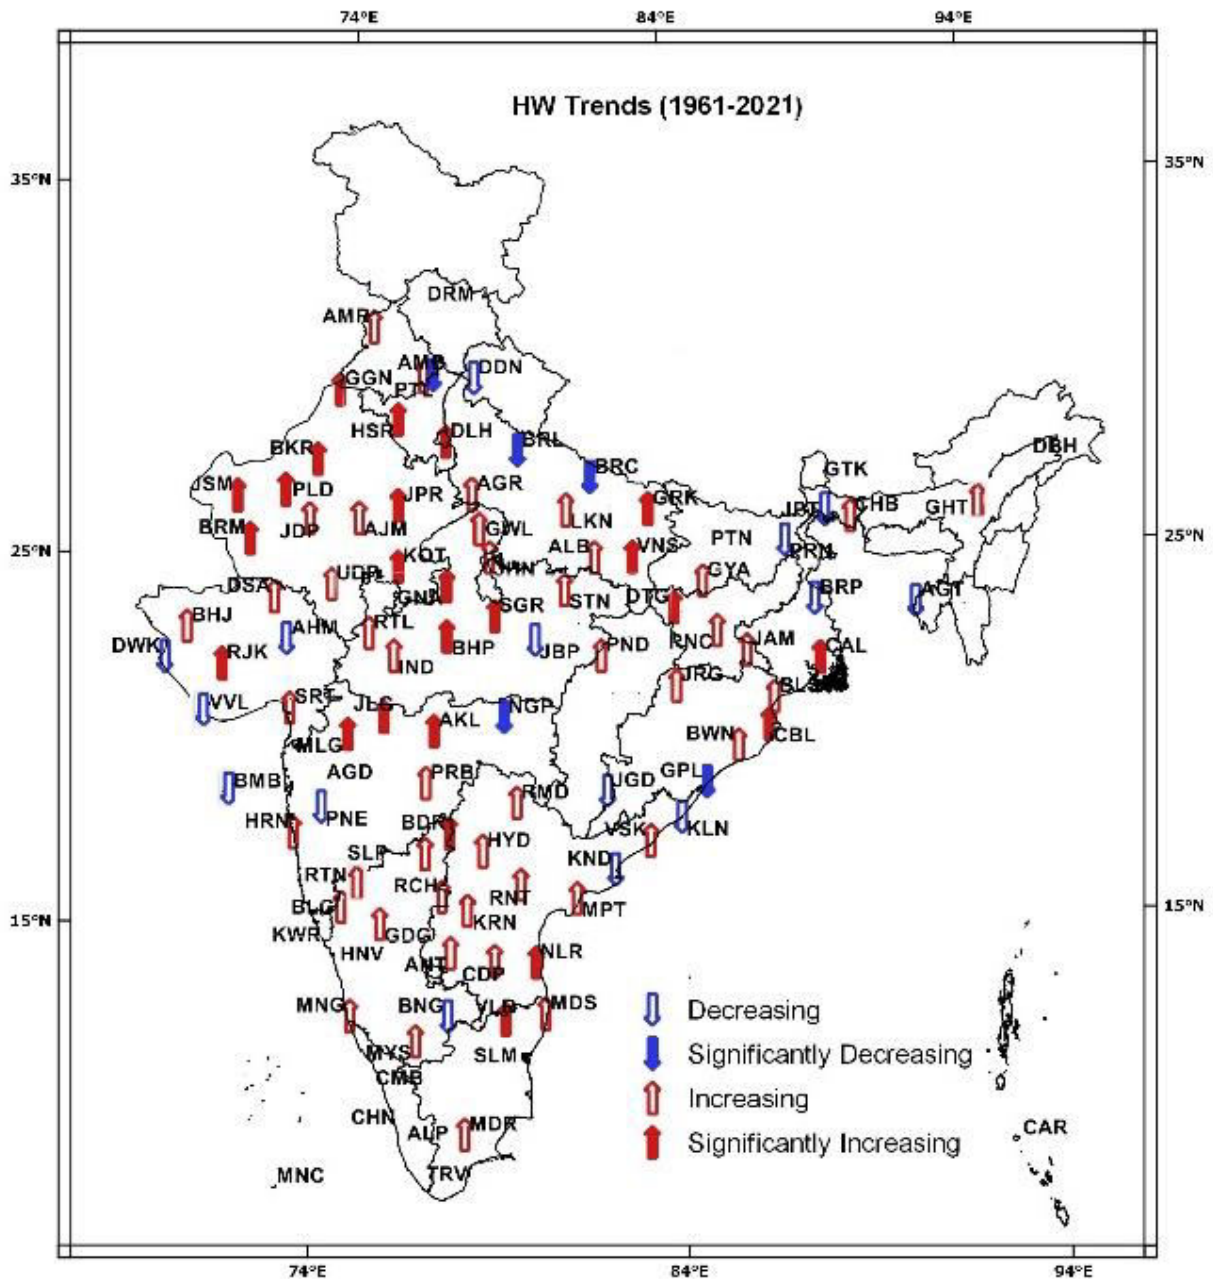 74°E 84°E 94°E
HW Trends (1961-2021)
35°N 35°N
DRM
AMR
AMB DDN
GGN PTL
HSR DLH BRL
BKR BRC DBH
JSM PLD JPR AGR GRK GTK
BRM JDP AJM GWL LKN CHB GHT
25°N KOT ALB VNS PTN PRN 25°N
DSA UDP GNA STN DTG GYA BRP AGT
BHJ SGR
DWK AHM RTL BHP JBP PND RNC JAM CAL
RJK IND JRG
VVL SRT JLG NGP BLS
MLG AKL BWN CBL
BMB AGD PRB UGD GPL
HRN PNE RMD VSK KLN
BDR HYD
SLP KND
RTN RCH RNT
BLG KRN MPT
15°N KWR GDG 15°N
HNV ANT CDP NLR
MNG BNG VLR MDS
Decreasing
MYS SLM Significantly Decreasing
CMB
Increasing
CHN ALP MDR CAR
Significantly Increasing
MNC TRV
74°E 84°E 94°E